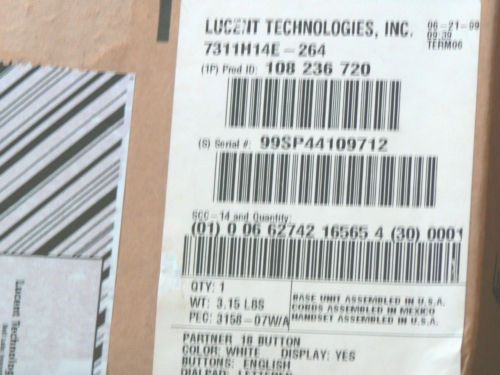 LUCENT TECHNOLOGIES, INC.
06-21-99
09:39
TERM06
7311H14E-264
(1P) Prod ID: 108 236 720
(S) Serial #: 99SP44109712
SCC-14 and Quantity:
(01) 0 06 62742 16565 4 (30) 0001
QTY: 1
WT: 3.15 LBS
PEC: 3158-07W/A
BASE UNIT ASSEMBLED IN U.S.A.
CORDS ASSEMBLED IN MEXICO
HANDSET ASSEMBLED IN U.S.A.
PARTNER 18 BUTTON
COLOR: WHITE DISPLAY: YES
BUTTONS: ENGLISH
DIALPAD: LETTERED
Lucent Technologies